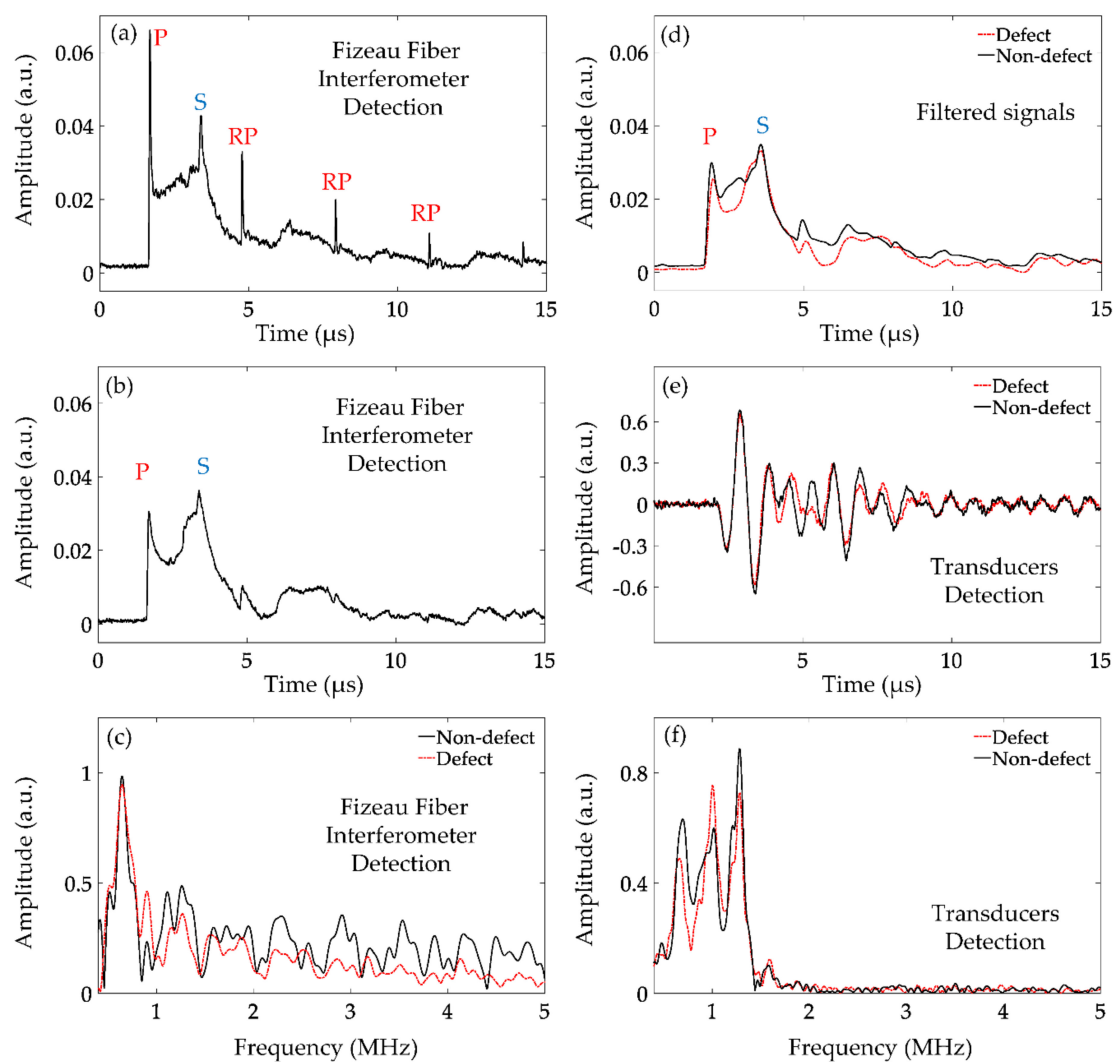 (a)
P
Fizeau Fiber
Interferometer
Detection
S
RP
RP
RP
0.06
0.04
0.02
0
Amplitude (a.u.)
0
5
10
15
Time (µs)
(d)
Defect
Non-defect
Filtered signals
P
S
0.06
0.04
0.02
0
Amplitude (a.u.)
0
5
10
15
Time (µs)
(b)
Fizeau Fiber
Interferometer
Detection
P
S
0.06
0.04
0.02
0
Amplitude (a.u.)
0
5
10
15
Time (µs)
(e)
Defect
Non-defect
0.6
0.3
0
-0.3
-0.6
Amplitude (a.u.)
Transducers
Detection
5
10
15
Time (µs)
(c)
Non-defect
Defect
Fizeau Fiber
Interferometer
Detection
1
0.5
0
Amplitude (a.u.)
1
2
3
4
5
Frequency (MHz)
(f)
Defect
Non-defect
0.8
0.4
0
Amplitude (a.u.)
Transducers
Detection
1
2
3
4
5
Frequency (MHz)